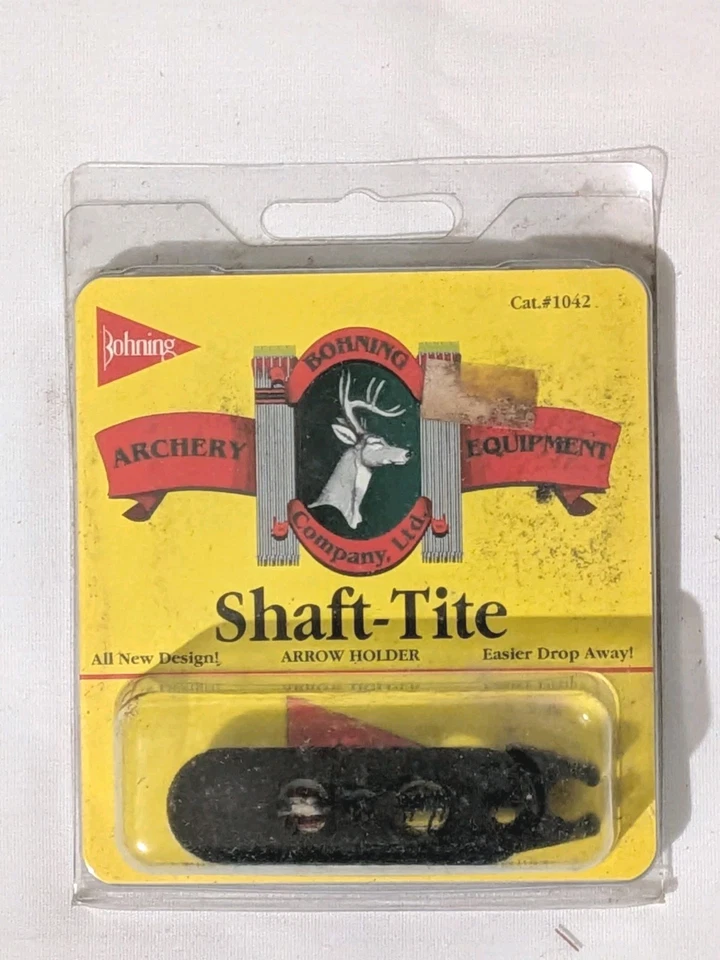 Cat.#1042
Bohning
BOHNING
ARCHERY EQUIPMENT
Company, Ltd.
Shaft-Tite
All New Design! ARROW HOLDER Easier Drop Away!